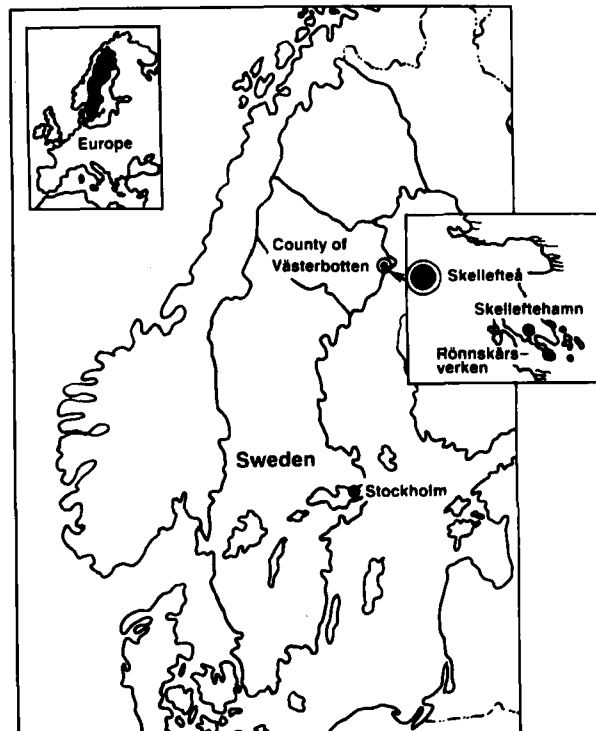 Europe
County of
Västerbotten
Skellefteå
Skelleftehamn
Rönnskärs-
verken
Sweden
Stockholm